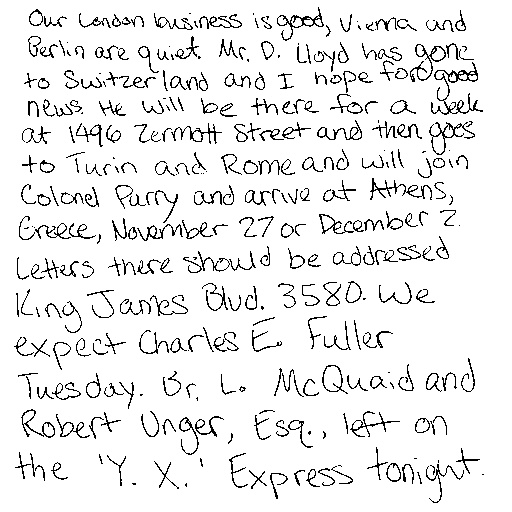 Our London business is good, Vienna and
Berlin are quiet. Mr. D. Lloyd has gone
to Switzerland and I hope for good
news. He will be there for a week
at 1496 Zermott Street and then goes
to Turin and Rome and will join
Colonel Parry and arrive at Athens,
Greece, November 27 or December 2.
Letters there should be addressed
King James Blvd. 3580. We
expect Charles E. Fuller
Tuesday. Dr. L. McQuaid and
Robert Unger, Esq., left on
the 'Y. X.' Express tonight.